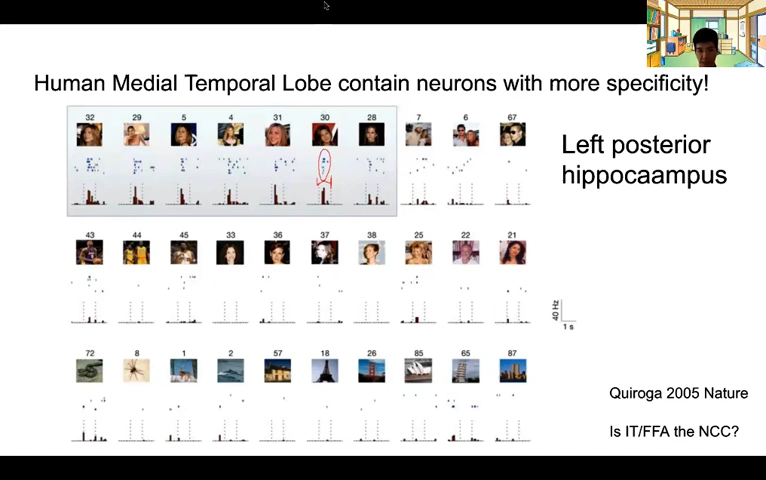 Human Medial Temporal Lobe contain neurons with more specificity!
32 29 5 4 31 30 28 7 6 67
Left posterior
hippocaampus
43 44 45 33 36 37 38 25 22 21
40 Hz
1 s
72 8 1 2 57 18 26 85 65 87
Quiroga 2005 Nature
Is IT/FFA the NCC?